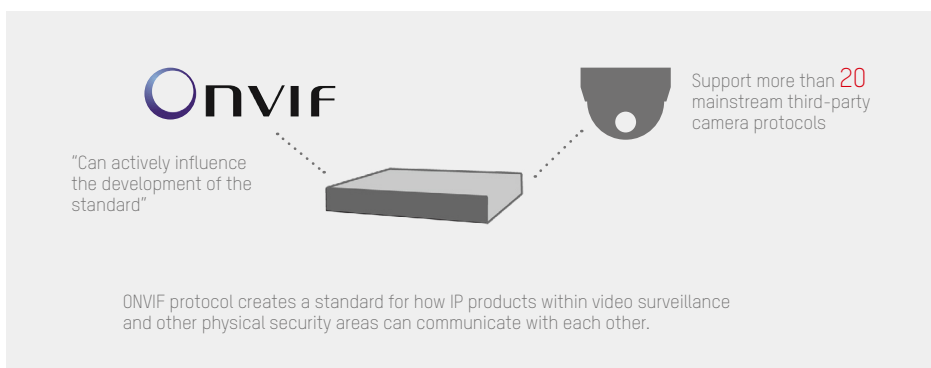 ONVIF
"Can actively influence
the development of the
standard"
Support more than 20
mainstream third-party
camera protocols
ONVIF protocol creates a standard for how IP products within video surveillance
and other physical security areas can communicate with each other.